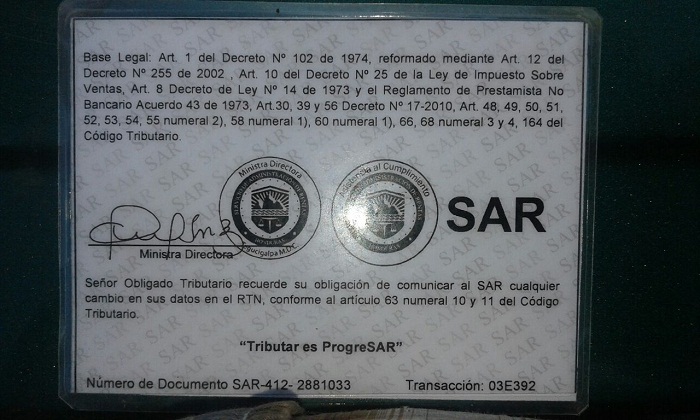 Base Legal: Art. 1 del Decreto Nº 102 de 1974, reformado mediante Art. 12 del
Decreto Nº 255 de 2002 , Art. 10 del Decreto Nº 25 de la Ley de Impuesto Sobre
Ventas, Art. 8 Decreto de Ley Nº 14 de 1973 y el Reglamento de Prestamista No
Bancario Acuerdo 43 de 1973, Art.30, 39 y 56 Decreto Nº 17-2010, Art. 48, 49, 50, 51,
52, 53, 54, 55 numeral 2), 58 numeral 1), 60 numeral 1), 66, 68 numeral 3 y 4, 164 del
Código Tributario.
Ministra Directora
al Cumplimiento
SAR
HONDURAS
Tegucigalpa M.D.C.
Ministra Directora
Señor Obligado Tributario recuerde su obligación de comunicar al SAR cualquier
cambio en sus datos en el RTN, conforme al artículo 63 numeral 10 y 11 del Código
Tributario.
“Tributar es ProgreSAR”
Número de Documento SAR-412- 2881033 Transacción: 03E392